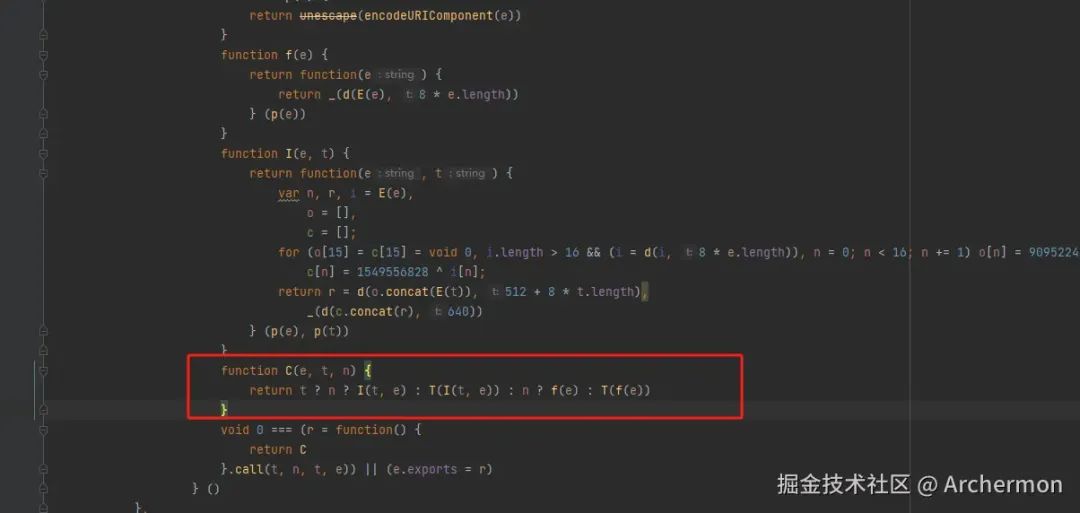 return unescape(encodeURIComponent(e))
}
function f(e) {
return function(e :string ) {
return _(d(E(e), t: 8 * e.length))
} (p(e))
}
function I(e, t) {
return function(e :string , t :string ) {
var n, r, i = E(e),
o = [],
c = [];
for (o[15] = c[15] = void 0, i.length > 16 && (i = d(i, t: 8 * e.length)), n = 0; n < 16; n += 1) o[n] = 9095224
c[n] = 1549556828 ^ i[n];
return r = d(o.concat(E(t)), t: 512 + 8 * t.length),
_(d(c.concat(r), t: 640))
} (p(e), p(t))
}
function C(e, t, n) {
return t ? n ? I(t, e) : T(I(t, e)) : n ? f(e) : T(f(e))
}
void 0 === (r = function() {
return C
}.call(t, n, t, e)) || (e.exports = r)
} ()
},
掘金技术社区 @ Archermon